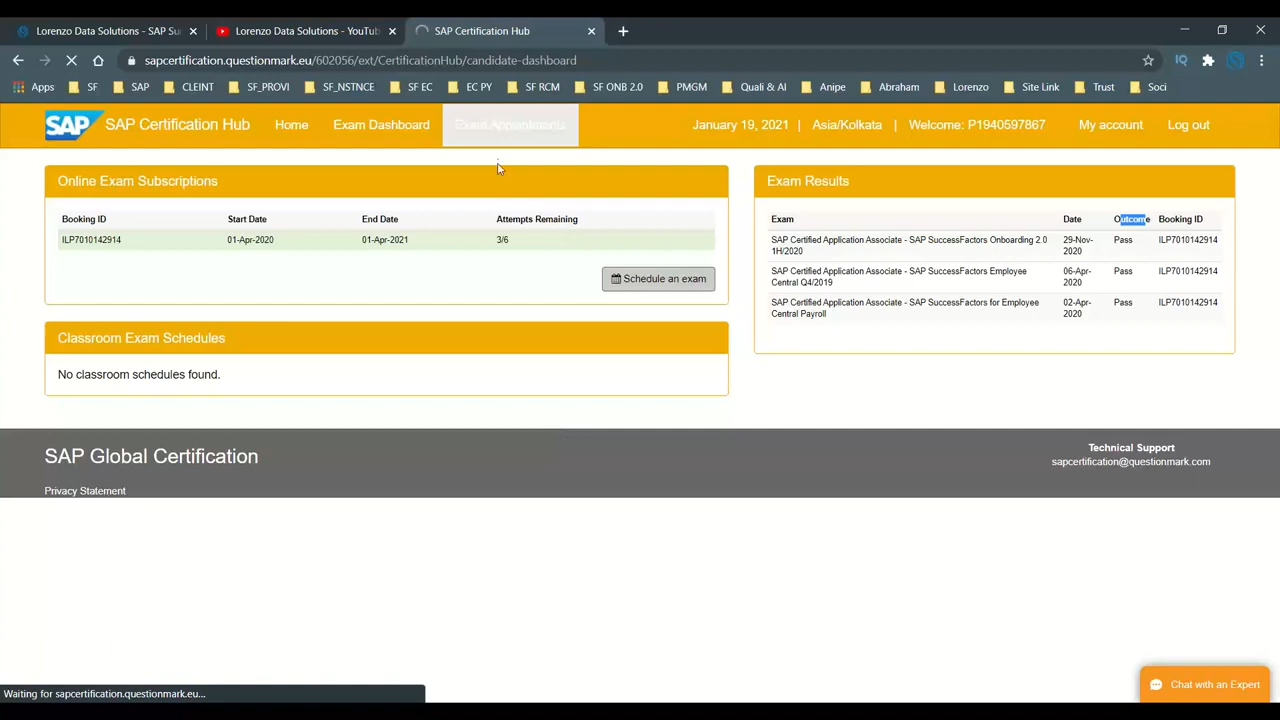 Lorenzo Data Solutions - SAP Su
Lorenzo Data Solutions - YouTub
SAP Certification Hub
sapcertification.questionmark.eu/602056/ext/CertificationHub/candidate-dashboard
Apps SF SAP CLEINT SF_PROVI SF_NSTNCE SF EC EC PY SF RCM SF ONB 2.0 PMGM Quali & AI Anipe Abraham Lorenzo Site Link Trust Soci
SAP SAP Certification Hub Home Exam Dashboard Exam Appointments January 19, 2021 | Asia/Kolkata | Welcome: P1940597867 My account Log out
Online Exam Subscriptions
Booking ID Start Date End Date Attempts Remaining
ILP7010142914 01-Apr-2020 01-Apr-2021 3/6
Schedule an exam
Classroom Exam Schedules
No classroom schedules found.
Exam Results
Exam Date Outcome Booking ID
SAP Certified Application Associate - SAP SuccessFactors Onboarding 2.0 29-Nov- Pass ILP7010142914
1H/2020 2020
SAP Certified Application Associate - SAP SuccessFactors Employee 06-Apr- Pass ILP7010142914
Central Q4/2019 2020
SAP Certified Application Associate - SAP SuccessFactors for Employee 02-Apr- Pass ILP7010142914
Central Payroll 2020
SAP Global Certification
Privacy Statement
Technical Support
sapcertification@questionmark.com
Chat with an Expert
Waiting for sapcertification.questionmark.eu...